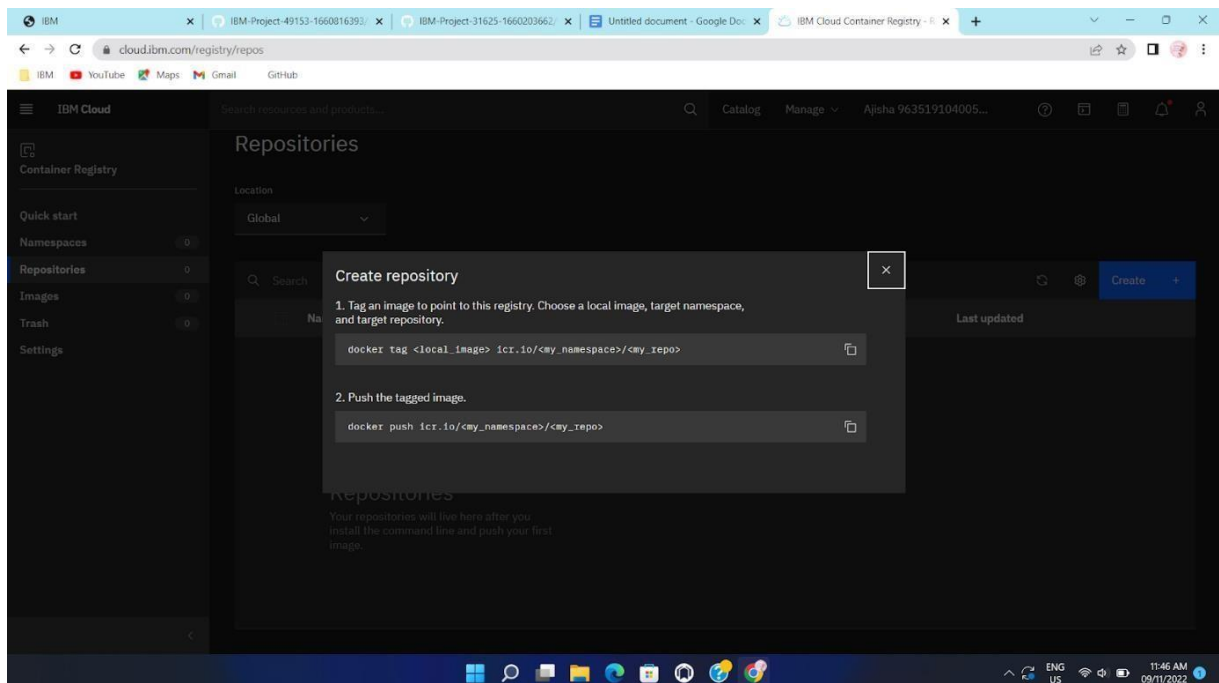 IBM
IBM-Project-49153-1660816393/
IBM-Project-31625-1660203662/
Untitled document - Google Doc
IBM Cloud Container Registry - R
cloud.ibm.com/registry/repos
IBM
YouTube
Maps
Gmail
GitHub
IBM Cloud
Search resources and products...
Catalog
Manage
Ajisha 963519104005...
Container Registry
Quick start
Namespaces 0
Repositories 0
Images 0
Trash 0
Settings
Repositories
Location
Global
Search
Create +
Na
Last updated
Create repository
1. Tag an image to point to this registry. Choose a local image, target namespace,
and target repository.
docker tag <local_image> icr.io/<my_namespace>/<my_repo>
2. Push the tagged image.
docker push icr.io/<my_namespace>/<my_repo>
Repositories
Your repositories will live here after you
install the command line and push your first
image.
ENG
US
11:46 AM
09/11/2022
1